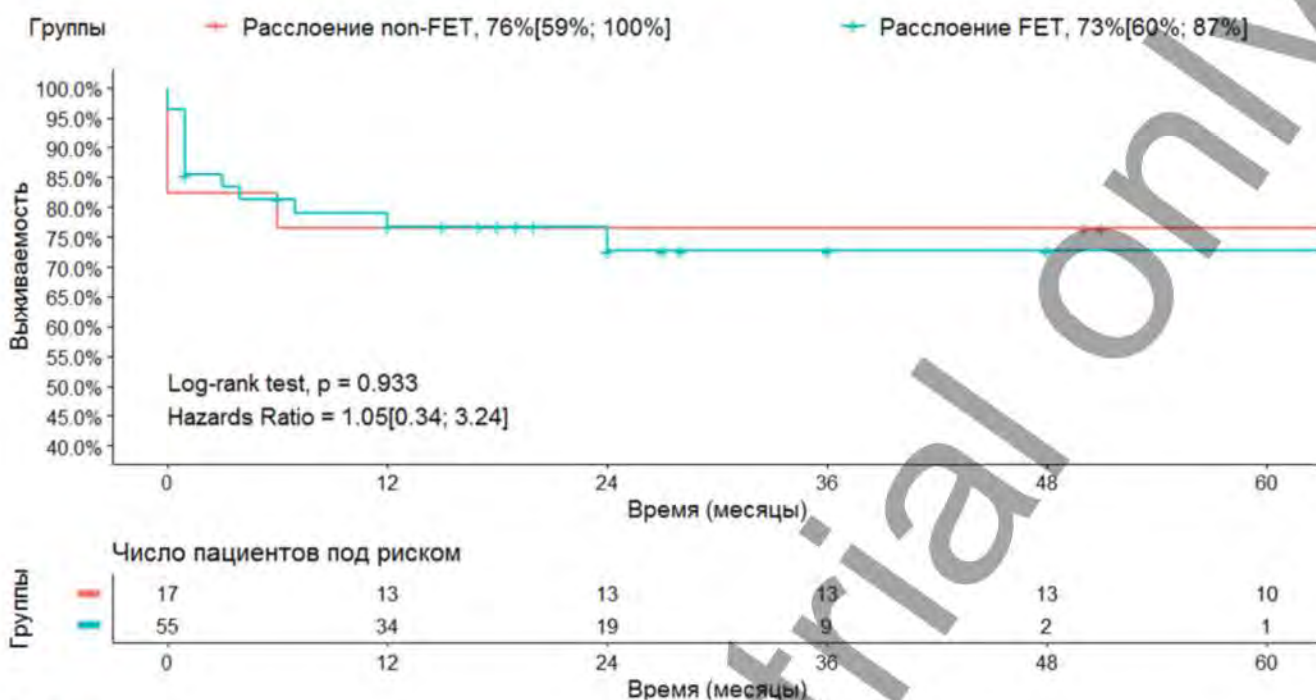 Группы Расслоение non-FET, 76%[59%; 100%] Расслоение FET, 73%[60%; 87%]
Выживаемость
100.0%
95.0%
90.0%
85.0%
80.0%
75.0%
70.0%
65.0%
60.0%
55.0%
50.0%
45.0%
40.0%
Log-rank test, p = 0.933
Hazards Ratio = 1.05[0.34; 3.24]
0 12 24 36 48 60
Время (месяцы)
Число пациентов под риском
Группы
17 13 13 13 13 10
55 34 19 9 2 1
0 12 24 36 48 60
Время (месяцы)
trial only